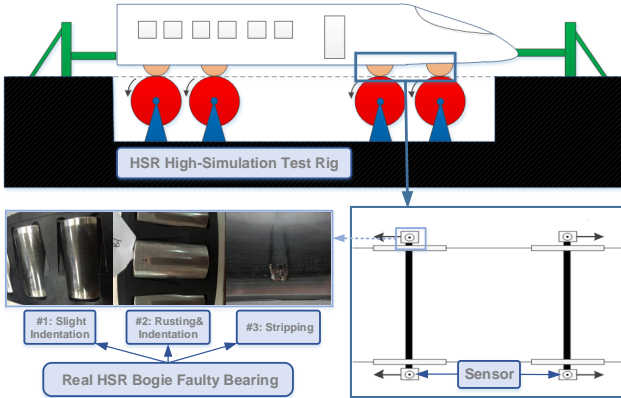 HSR High-Simulation Test Rig
#1: Slight
Indentation
#2: Rusting&
Indentation
#3: Stripping
Real HSR Bogie Faulty Bearing
Sensor